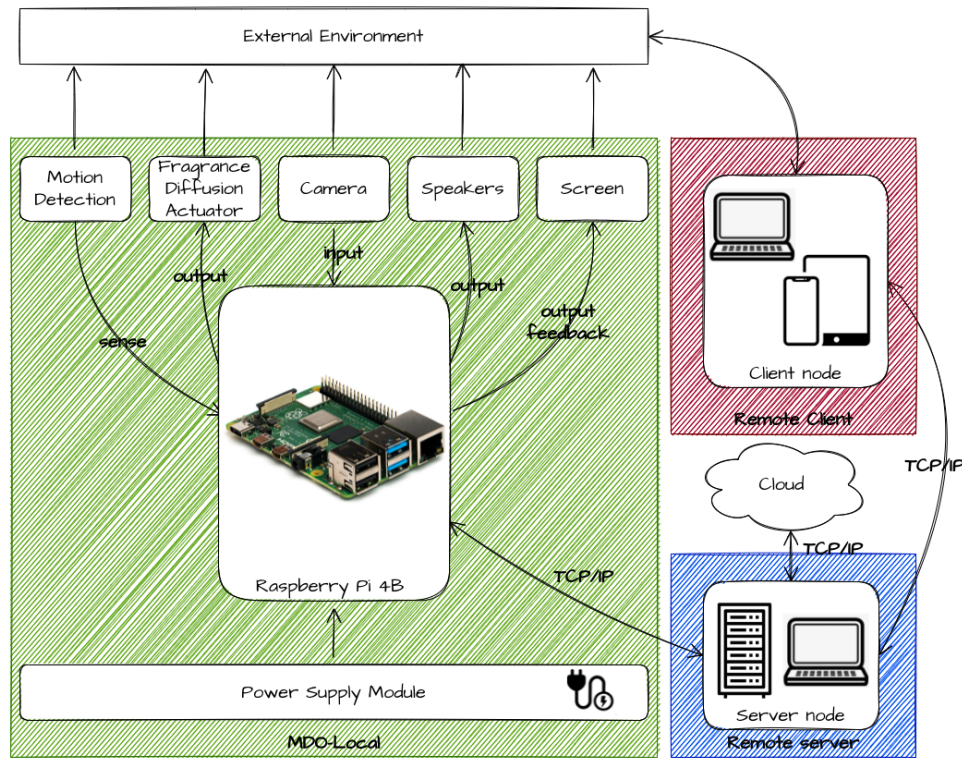 External Environment
Motion
Detection
Fragrance
Diffusion
Actuator
Camera
Speakers
Screen
input
output
output
output
feedback
sense
Client node
Remote Client
TCP/IP
Cloud
TCP/IP
TCP/IP
Raspberry Pi 4B
Power Supply Module
Server node
MDO-Local
Remote server